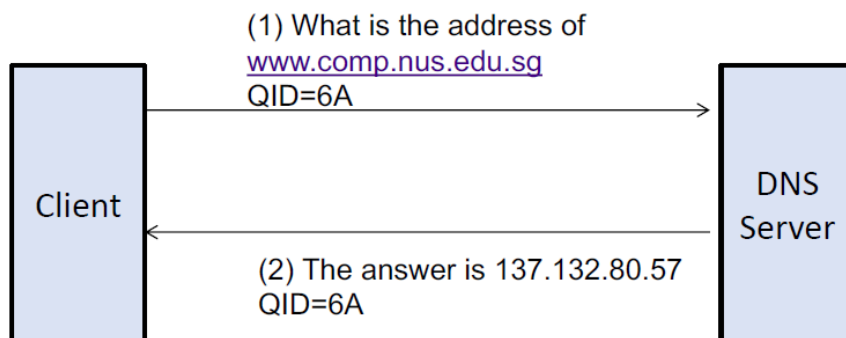 (1) What is the address of
www.comp.nus.edu.sg
QID=6A
Client
DNS
Server
(2) The answer is 137.132.80.57
QID=6A